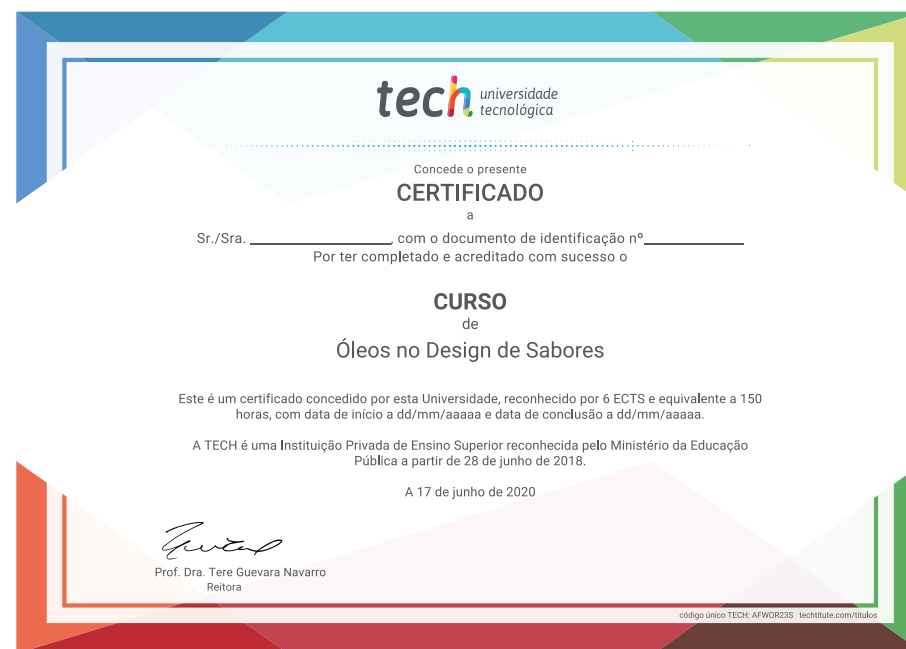 tech universidade
tecnológica
Concede o presente
CERTIFICADO
a
Sr./Sra. ____________________, com o documento de identificação nº______________
Por ter completado e acreditado com sucesso o
CURSO
de
Óleos no Design de Sabores
Este é um certificado concedido por esta Universidade, reconhecido por 6 ECTS e equivalente a 150
horas, com data de início a dd/mm/aaaaa e data de conclusão a dd/mm/aaaaa.
A TECH é uma Instituição Privada de Ensino Superior reconhecida pelo Ministério da Educação
Pública a partir de 28 de junho de 2018.
A 17 de junho de 2020
Prof. Dra. Tere Guevara Navarro
Reitora
código único TECH: AFWOR23S techtitute.com/titulos